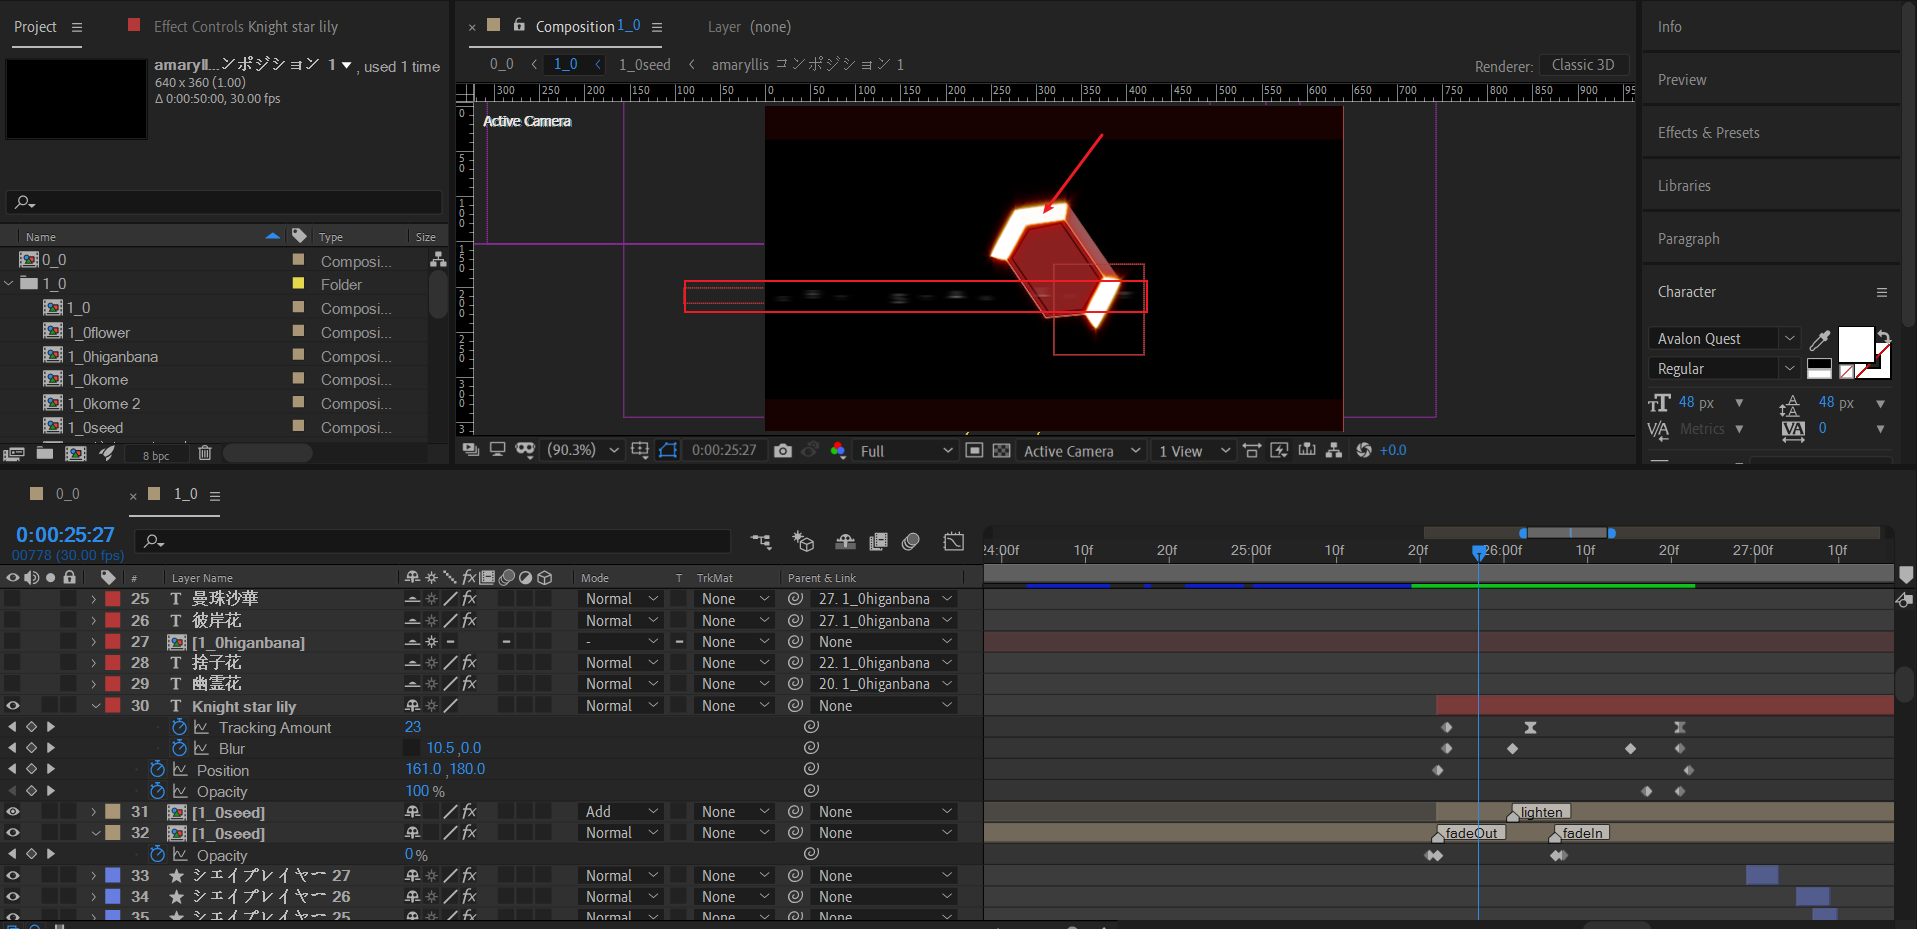 Project
Effect Controls Knight star lily
Composition 1_0
Layer (none)
Info
amaryll...ンポジション 1 , used 1 time
640 x 360 (1.00)
Δ 0:00:50:00, 30.00 fps
0_0
1_0
1_0seed
amaryllis コンポジション 1
Renderer: Classic 3D
Preview
300 250 200 150 100 50 0 50 100 150 200 250 300 350 400 450 500 550 600 650 700 750 800 850 900 95
Active Camera
Effects & Presets
Libraries
Paragraph
Name Type Size
0_0 Composi...
1_0 Folder
1_0 Composi...
1_0flower Composi...
1_0higanbana Composi...
1_0kome Composi...
1_0kome 2 Composi...
1_0seed Composi...
8 bpc
0
50
100
150
200
250
300
3
(90.3%) 0:00:25:27 Full Active Camera 1 View +0.0
Character
Avalon Quest
Regular
48 px 48 px
Metrics 0
0_0
1_0
0:00:25:27
00778 (30.00 fps)
24:00f 10f 20f 25:00f 10f 20f 26:00f 10f 20f 27:00f 10f
# Layer Name Mode T TrkMat Parent & Link
25 曼珠沙華 Normal None 27. 1_0higanbana
26 彼岸花 Normal None 27. 1_0higanbana
27 [1_0higanbana] - None None
28 捨子花 Normal None 22. 1_0higanbana
29 幽霊花 Normal None 20. 1_0higanbana
30 Knight star lily Normal None None
Tracking Amount 23
Blur 10.5 ,0.0
Position 161.0 ,180.0
Opacity 100 %
31 [1_0seed] Add None None lighten
32 [1_0seed] Normal None None fadeOut fadeIn
Opacity 0 %
33 シェイプレイヤー 27 Normal None None
34 シェイプレイヤー 26 Normal None None
35 シェイプレイヤー 25 Normal None None